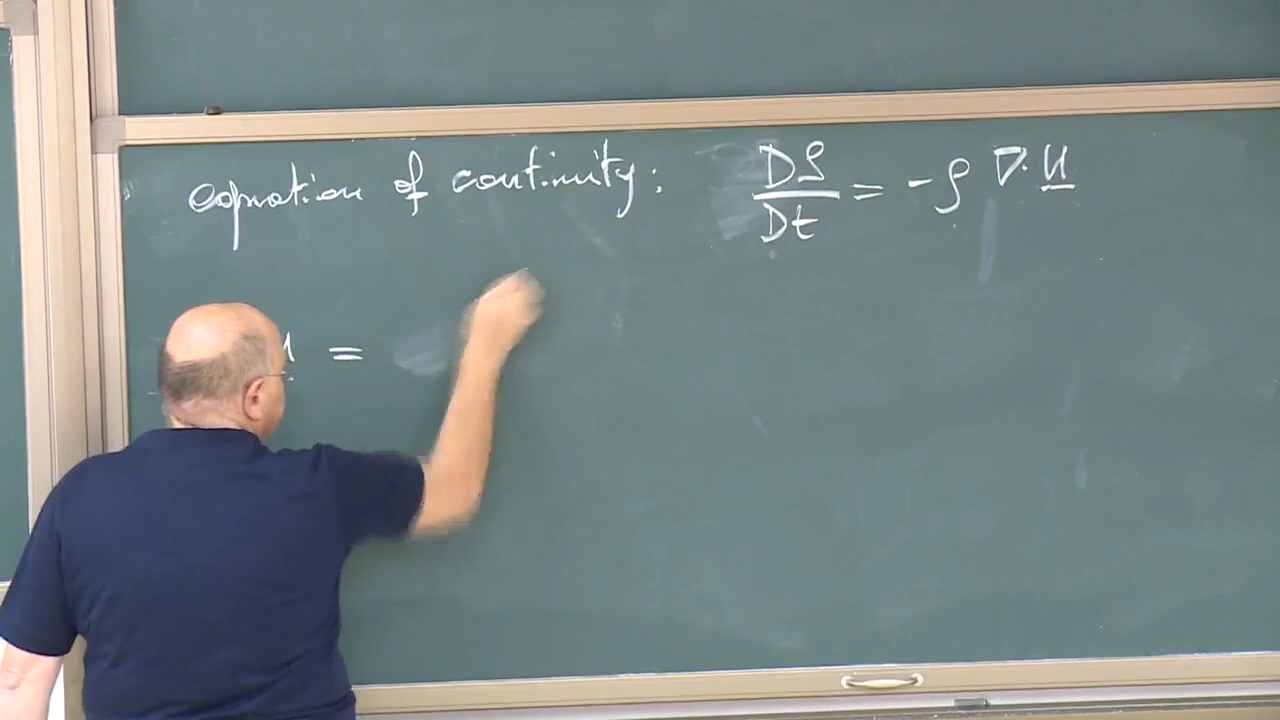 equation of continuity: Dρ/Dt = -ρ ∇·u
=